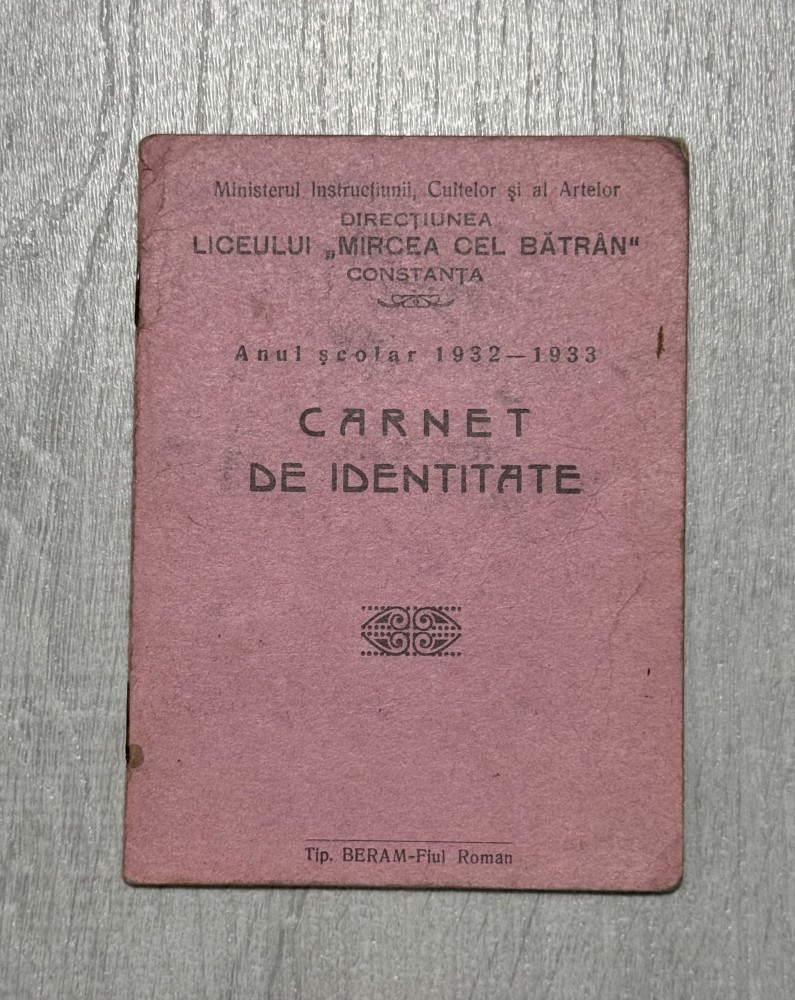 Ministerul Instrucțiunii, Cultelor și al Artelor
DIRECȚIUNEA
LICEULUI „MIRCEA CEL BĂTRÂN“
CONSTANȚA
Anul școlar 1932—1933
CARNET
DE IDENTITATE
Tip. BERAM-Fiul Roman